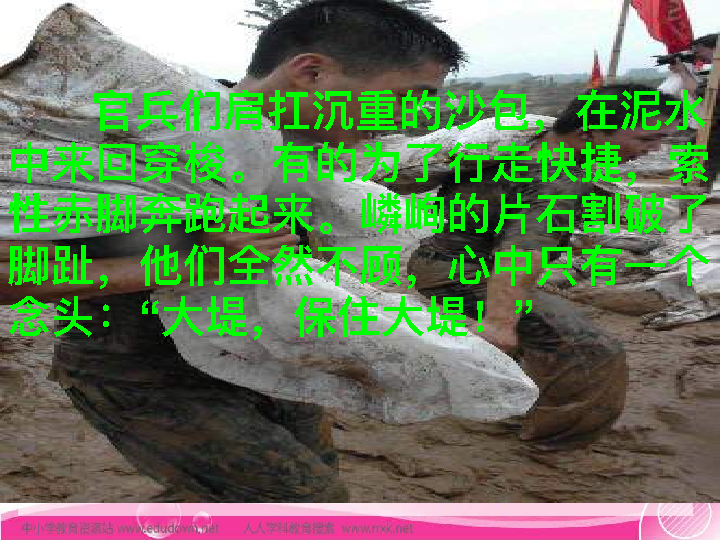 官兵们肩扛沉重的沙包，在泥水
中来回穿梭。有的为了行走快捷，索
性赤脚奔跑起来。嶙峋的片石割破了
脚趾，他们全然不顾，心中只有一个
念头：“大堤，保住大堤！”
中小学教育资源站 www.edudown.net 人人学科教育搜索 www.rrxk.net